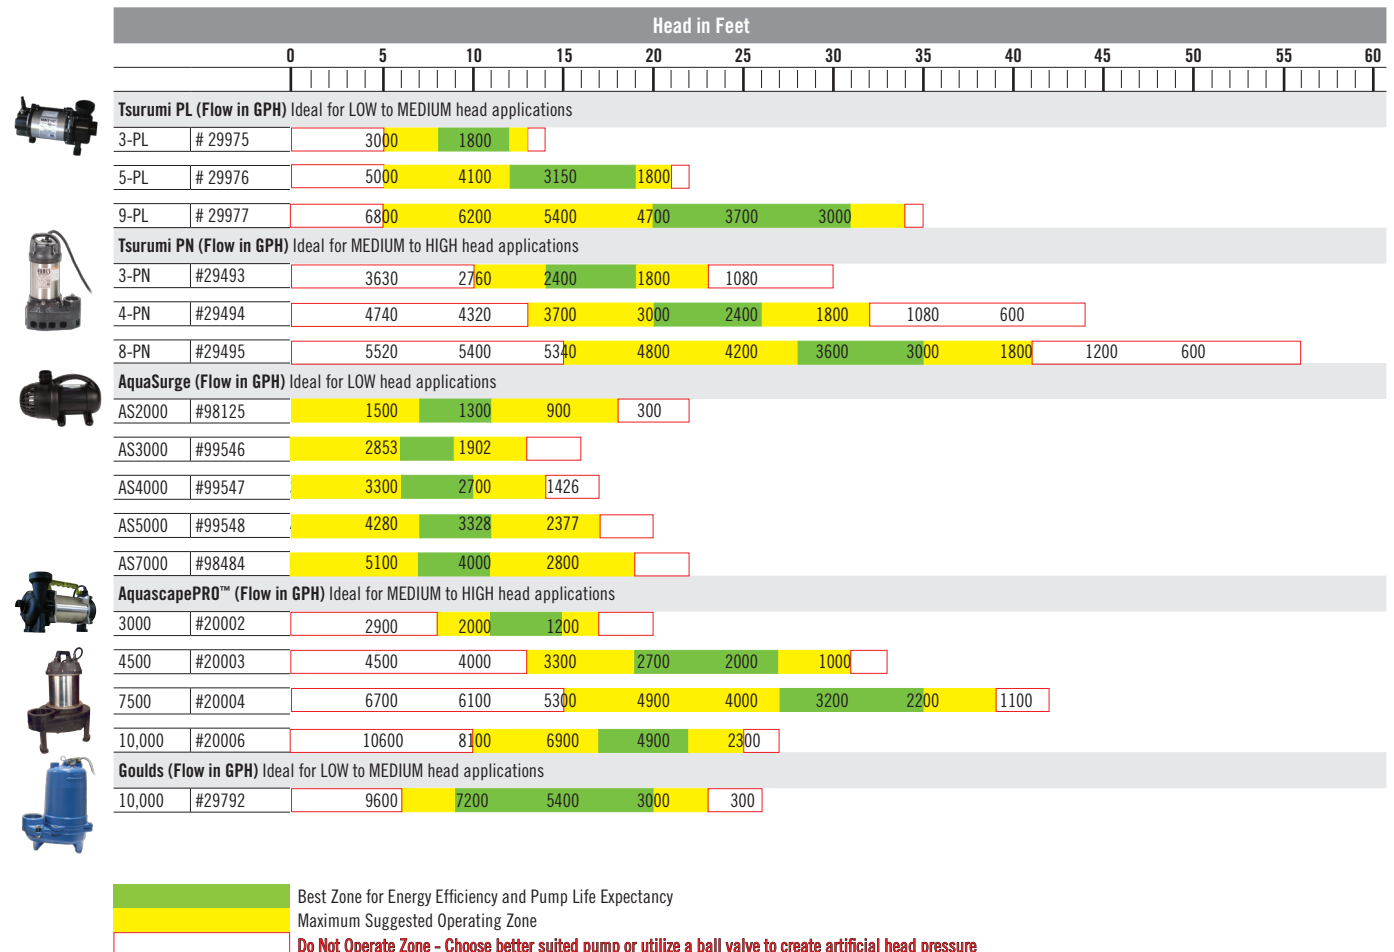 Head in Feet
0 5 10 15 20 25 30 35 40 45 50 55 60
Tsurumi PL (Flow in GPH) Ideal for LOW to MEDIUM head applications
3-PL # 29975 3000 1800
5-PL # 29976 5000 4100 3150 1800
9-PL # 29977 6800 6200 5400 4700 3700 3000
Tsurumi PN (Flow in GPH) Ideal for MEDIUM to HIGH head applications
3-PN #29493 3630 2760 2400 1800 1080
4-PN #29494 4740 4320 3700 3000 2400 1800 1080 600
8-PN #29495 5520 5400 5340 4800 4200 3600 3000 1800 1200 600
AquaSurge (Flow in GPH) Ideal for LOW head applications
AS2000 #98125 1500 1300 900 300
AS3000 #99546 2853 1902
AS4000 #99547 3300 2700 1426
AS5000 #99548 4280 3328 2377
AS7000 #98484 5100 4000 2800
AquascapePRO™ (Flow in GPH) Ideal for MEDIUM to HIGH head applications
3000 #20002 2900 2000 1200
4500 #20003 4500 4000 3300 2700 2000 1000
7500 #20004 6700 6100 5300 4900 4000 3200 2200 1100
10,000 #20006 10600 8100 6900 4900 2300
Goulds (Flow in GPH) Ideal for LOW to MEDIUM head applications
10,000 #29792 9600 7200 5400 3000 300
Best Zone for Energy Efficiency and Pump Life Expectancy
Maximum Suggested Operating Zone
Do Not Operate Zone - Choose better suited pump or utilize a ball valve to create artificial head pressure